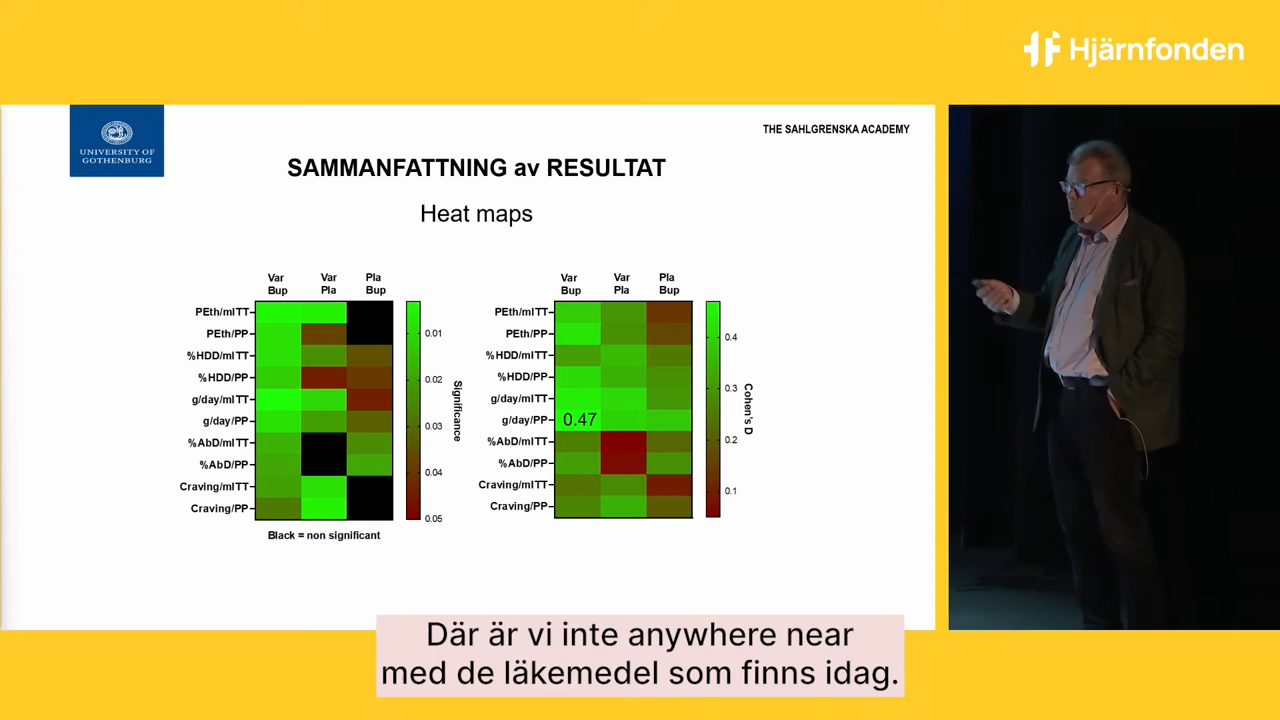 Hjärnfonden
UNIVERSITY OF
GOTHENBURG
THE SAHLGRENSKA ACADEMY
SAMMANFATTNING av RESULTAT
Heat maps
Var Var Pla
Bup Pla Bup
PEth/mITT
PEth/PP
%HDD/mITT
%HDD/PP
g/day/mITT
g/day/PP
%AbD/mITT
%AbD/PP
Craving/mITT
Craving/PP
0.01
0.02
0.03
0.04
0.05
Significance
Black = non significant
Var Var Pla
Bup Pla Bup
PEth/mITT
PEth/PP
%HDD/mITT
%HDD/PP
g/day/mITT
g/day/PP
%AbD/mITT
%AbD/PP
Craving/mITT
Craving/PP
0.47
0.4
0.3
0.2
0.1
Cohen's D
Där är vi inte anywhere near
med de läkemedel som finns idag.